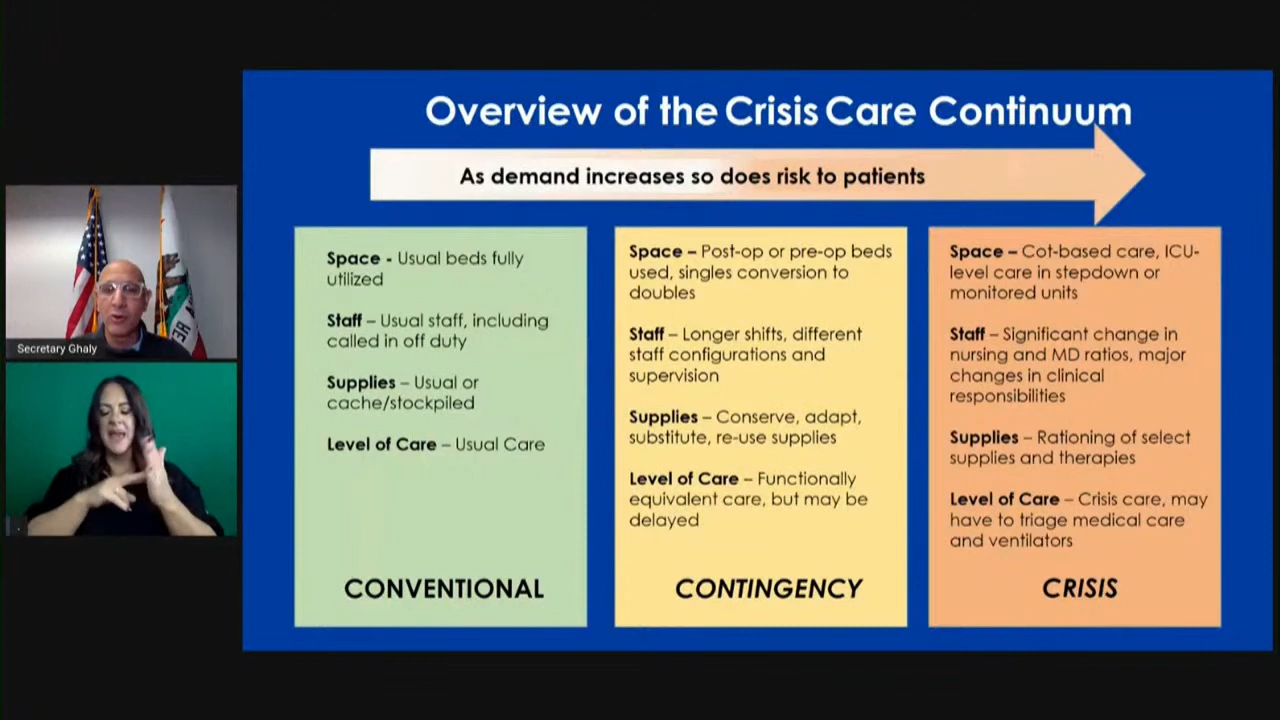 Overview of the Crisis Care Continuum
As demand increases so does risk to patients
Space - Usual beds fully
utilized
Staff – Usual staff, including
called in off duty
Supplies – Usual or
cache/stockpiled
Level of Care – Usual Care
CONVENTIONAL
Space – Post-op or pre-op beds
used, singles conversion to
doubles
Staff – Longer shifts, different
staff configurations and
supervision
Supplies – Conserve, adapt,
substitute, re-use supplies
Level of Care – Functionally
equivalent care, but may be
delayed
CONTINGENCY
Space – Cot-based care, ICU-
level care in stepdown or
monitored units
Staff – Significant change in
nursing and MD ratios, major
changes in clinical
responsibilities
Supplies – Rationing of select
supplies and therapies
Level of Care – Crisis care, may
have to triage medical care
and ventilators
CRISIS
Secretary Ghaly